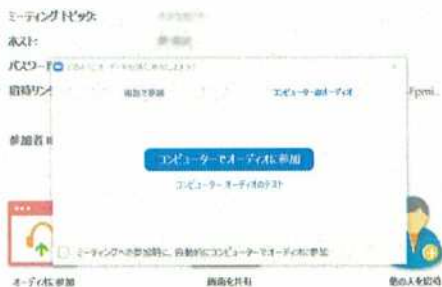 ミーティング トピック:
ホスト:
パスワード
招待リン
電話で参加
コンピューターのオーディオ
参加者
コンピューターでオーディオに参加
コンピューター オーディオのテスト
ミーティングへの参加時に、自動的にコンピューターでオーディオに参加
オーディオに参加
画面を共有
他の人を招待